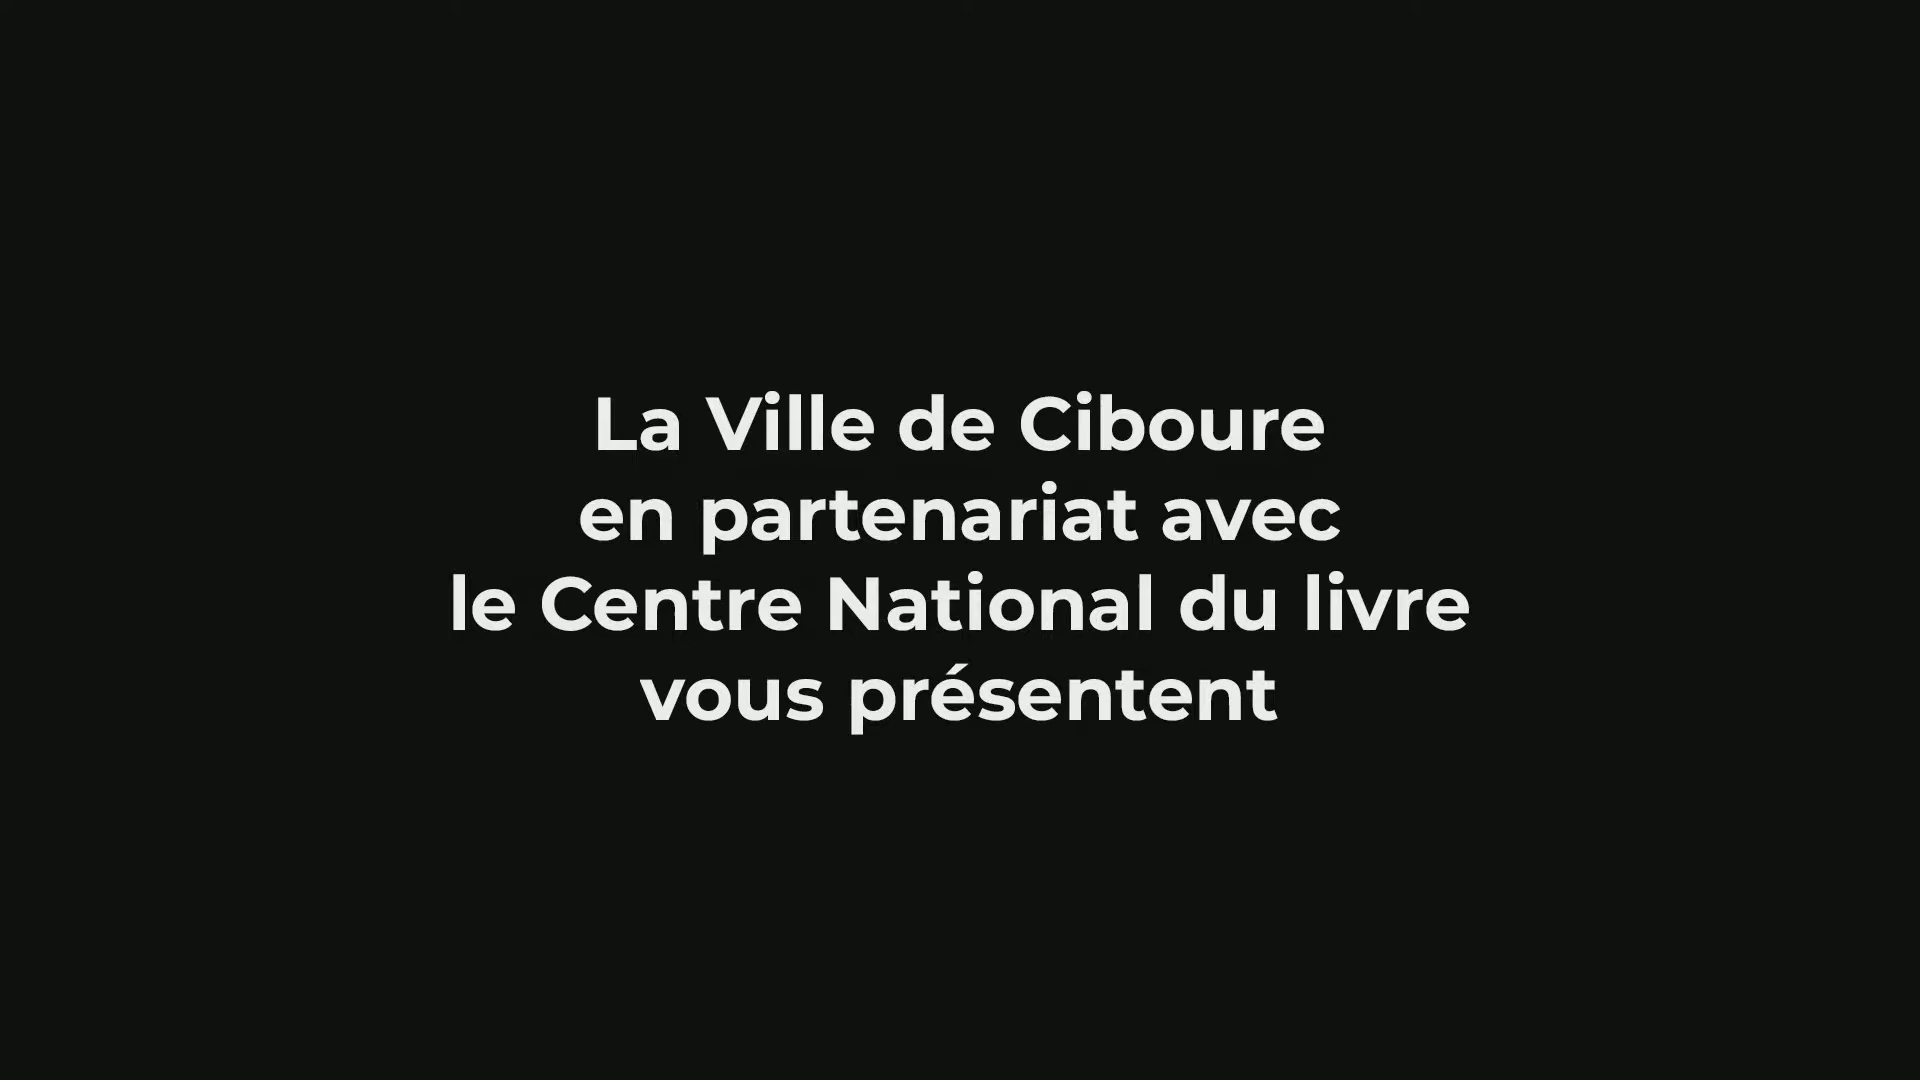 La Ville de Ciboure
en partenariat avec
le Centre National du livre
vous présentent